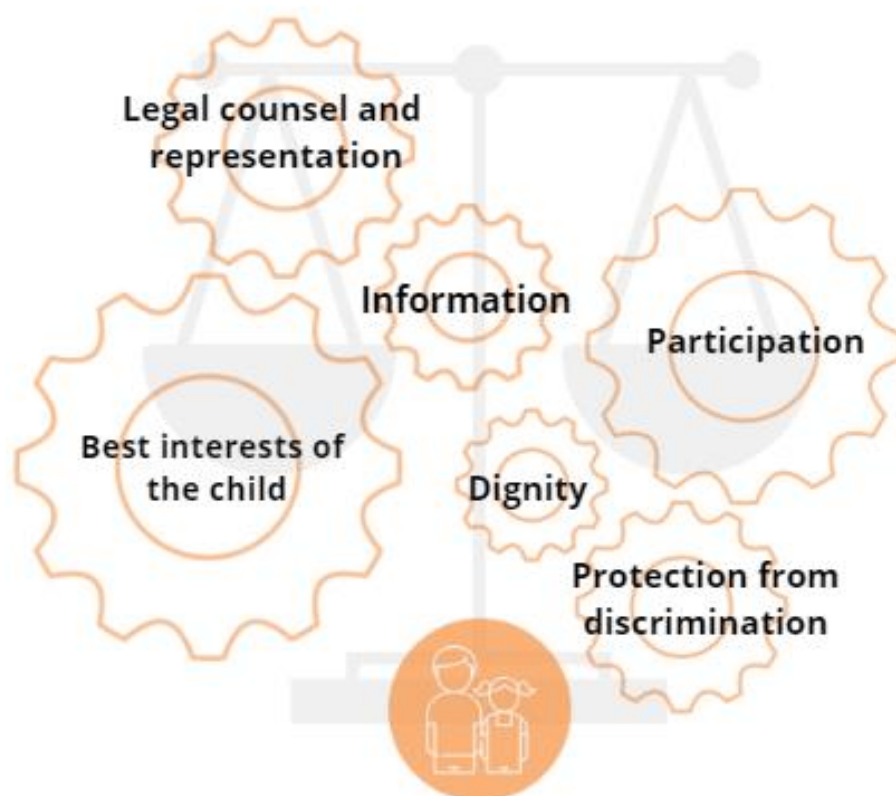 Legal counsel and
representation
Information
Participation
Best interests of
the child
Dignity
Protection from
discrimination